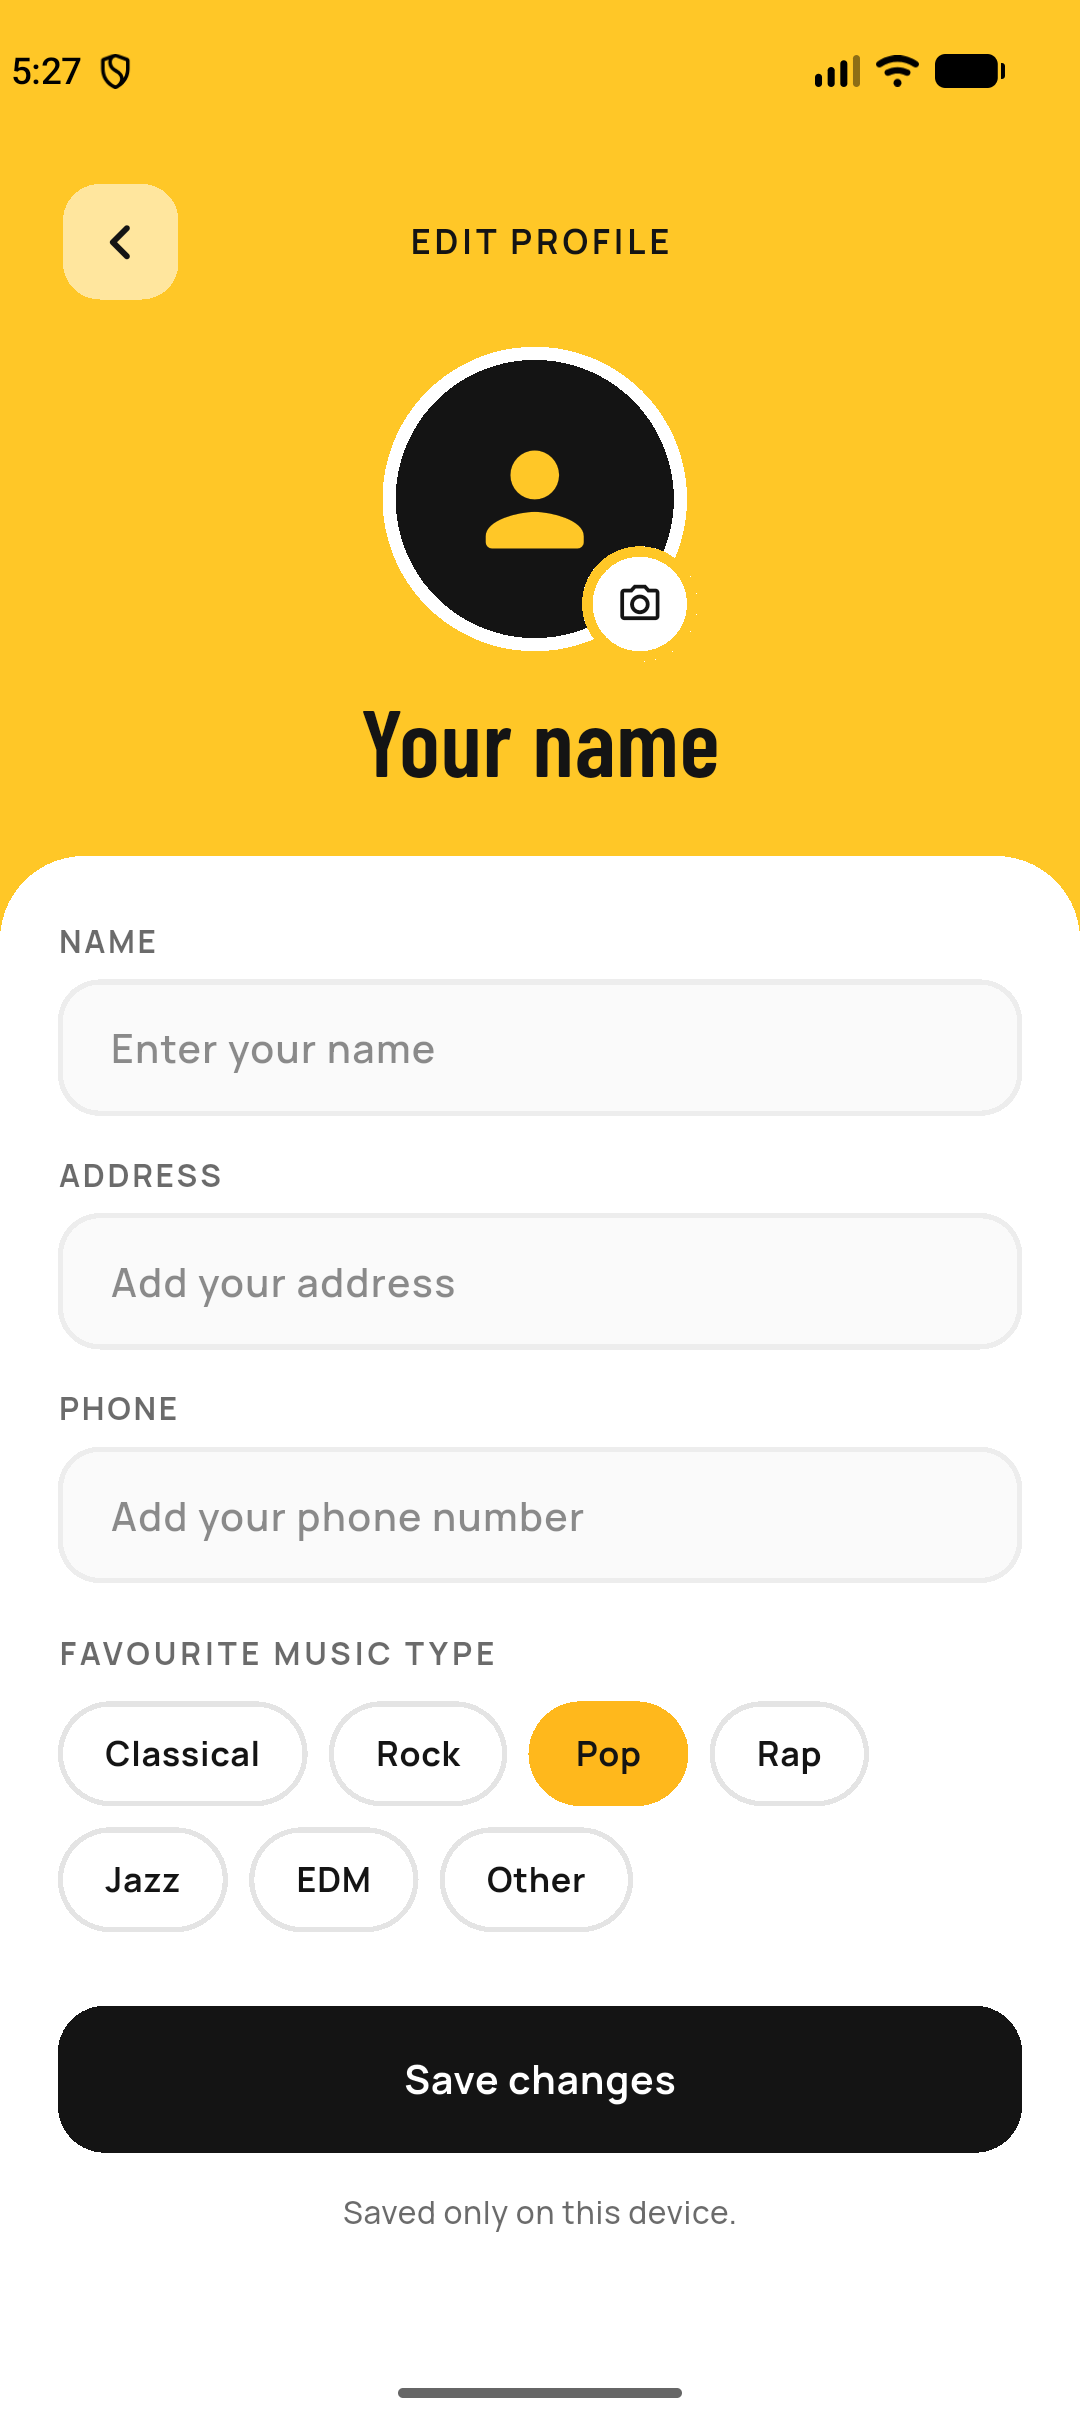 5:27
EDIT PROFILE
Your name
NAME
Enter your name
ADDRESS
Add your address
PHONE
Add your phone number
FAVOURITE MUSIC TYPE
Classical Rock Pop Rap
Jazz EDM Other
Save changes
Saved only on this device.